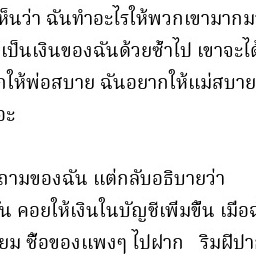 ห็นว่า ฉันทำอะไรให้พวกเขามากม
เป็นเงินของฉันด้วยซ้ำไป เขาจะได้
ให้พ่อสบาย ฉันอยากให้แม่สบาย
อะ
ถามของฉัน แต่กลับอธิบายว่า
น คอยให้เงินในบัญชีเพิ่มขึ้น เมื่อ
ยม ซื้อของแพงๆ ไปฝาก ริมฝีปา